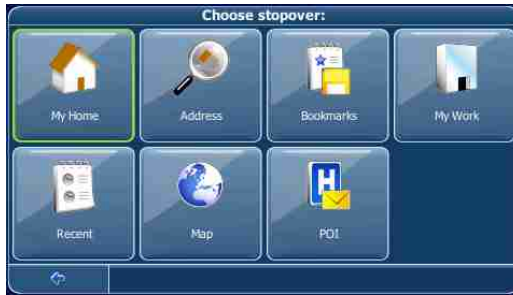 Choose stopover:
My Home
Address
Bookmarks
My Work
H
Recent
Map
POI